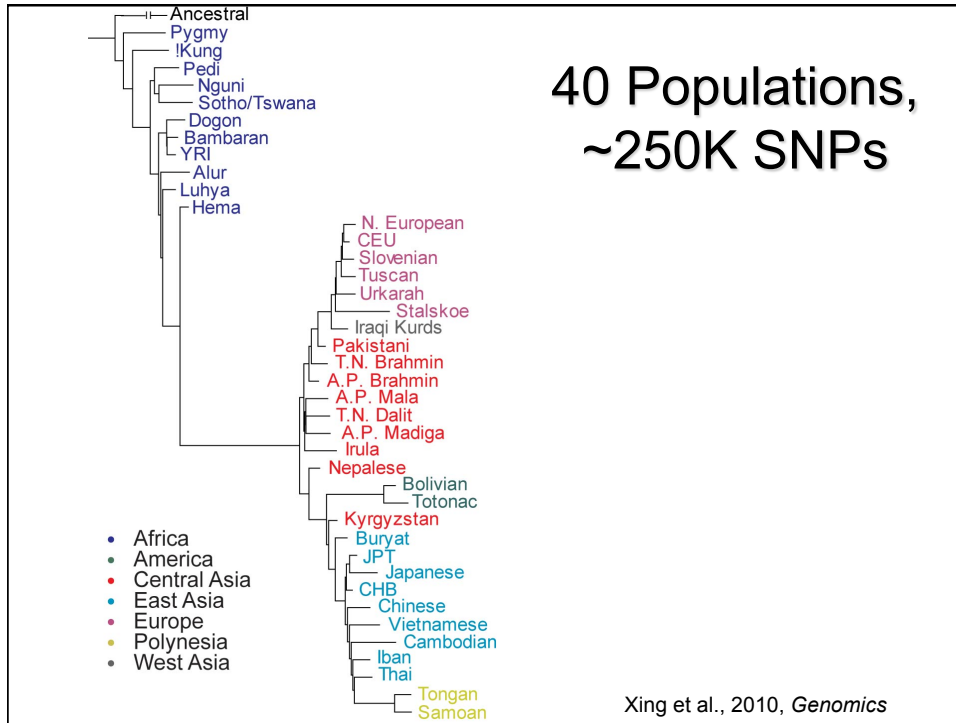 Ancestral
Pygmy
!Kung
Pedi
Nguni
Sotho/Tswana
Dogon
Bambaran
YRI
Alur
Luhya
Hema
N. European
CEU
Slovenian
Tuscan
Urkarah
Stalskoe
Iraqi Kurds
Pakistani
T.N. Brahmin
A.P. Brahmin
A.P. Mala
T.N. Dalit
A.P. Madiga
Irula
Nepalese
Bolivian
Totonac
Kyrgyzstan
Buryat
JPT
Japanese
CHB
Chinese
Vietnamese
Cambodian
Iban
Thai
Tongan
Samoan
40 Populations,
~250K SNPs
• Africa
• America
• Central Asia
• East Asia
• Europe
• Polynesia
• West Asia
Xing et al., 2010, Genomics